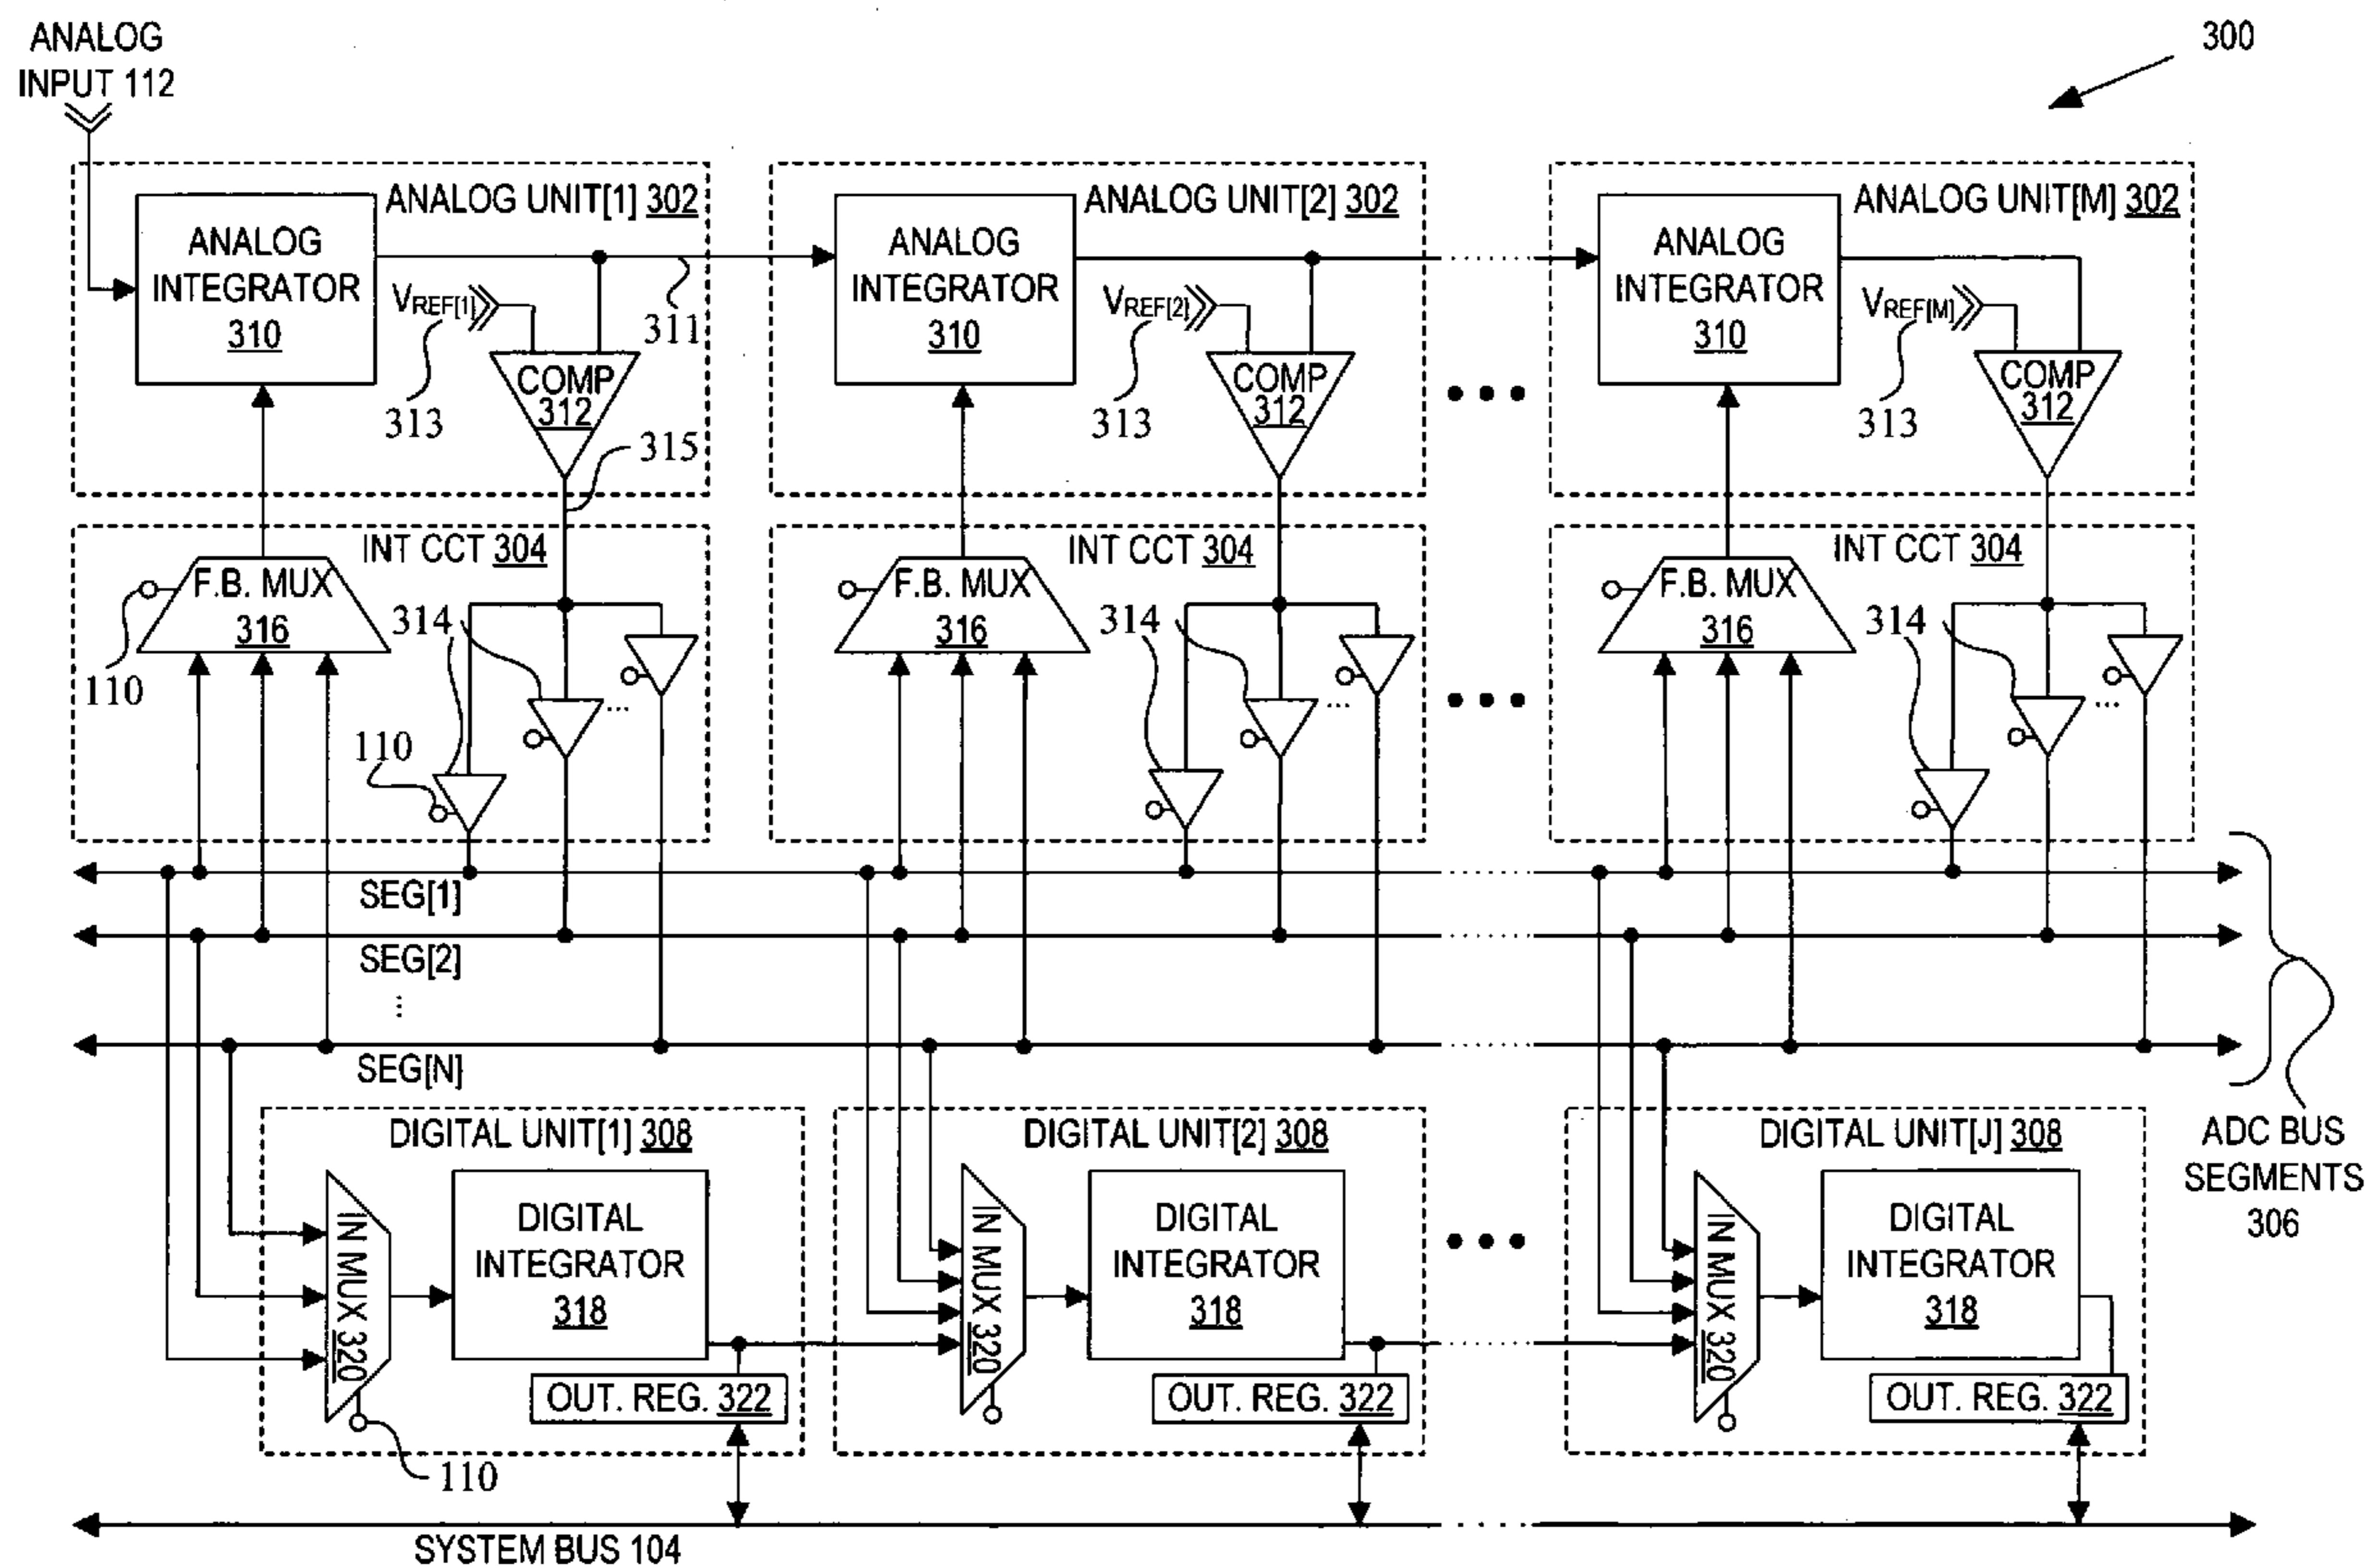 ANALOG
INPUT 112
300
ANALOG UNIT[1] 302
ANALOG
INTEGRATOR
310
VREF[1]
313
311
COMP
312
315
ANALOG UNIT[2] 302
ANALOG
INTEGRATOR
310
VREF[2]
313
COMP
312
ANALOG UNIT[M] 302
ANALOG
INTEGRATOR
310
VREF[M]
313
COMP
312
INT CCT 304
F.B. MUX
316
110
314
110
...
INT CCT 304
F.B. MUX
316
314
...
INT CCT 304
F.B. MUX
316
314
...
SEG[1]
SEG[2]
SEG[N]
ADC BUS
SEGMENTS
306
DIGITAL UNIT[1] 308
IN MUX 320
DIGITAL
INTEGRATOR
318
OUT. REG. 322
110
DIGITAL UNIT[2] 308
IN MUX 320
DIGITAL
INTEGRATOR
318
OUT. REG. 322
DIGITAL UNIT[J] 308
IN MUX 320
DIGITAL
INTEGRATOR
318
OUT. REG. 322
SYSTEM BUS 104